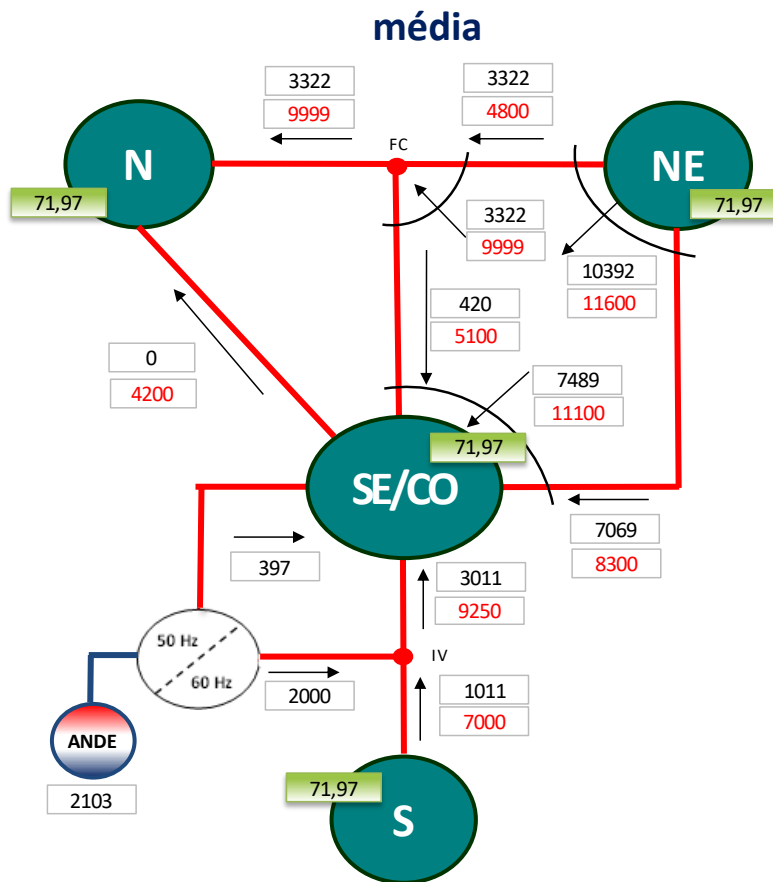 média
3322
9999
3322
4800
FC
N
71,97
NE
71,97
3322
9999
10392
11600
420
5100
0
4200
7489
11100
71,97
SE/CO
7069
8300
397
3011
9250
50 Hz
60 Hz
IV
2000
1011
7000
ANDE
2103
71,97
S